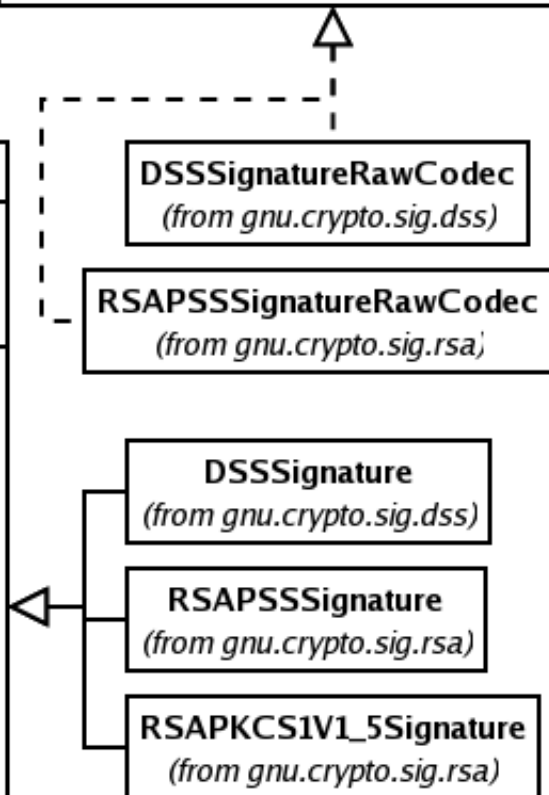 DSSSignatureRawCodec
(from gnu.crypto.sig.dss)
RSAPSSSignatureRawCodec
(from gnu.crypto.sig.rsa)
DSSSignature
(from gnu.crypto.sig.dss)
RSAPSSSignature
(from gnu.crypto.sig.rsa)
RSAPKCS1V1_5Signature
(from gnu.crypto.sig.rsa)